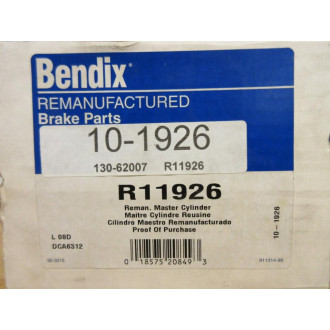 Bendix®
REMANUFACTURED
Brake Parts
10-1926
130-62007 R11926
R11926
Reman. Master Cylinder
Maitre Cylindre Reusine
Cilindro Maestro Remanufacturado
Proof Of Purchase
L 08D
DCA6312
0 18575 20849 3
10-1926